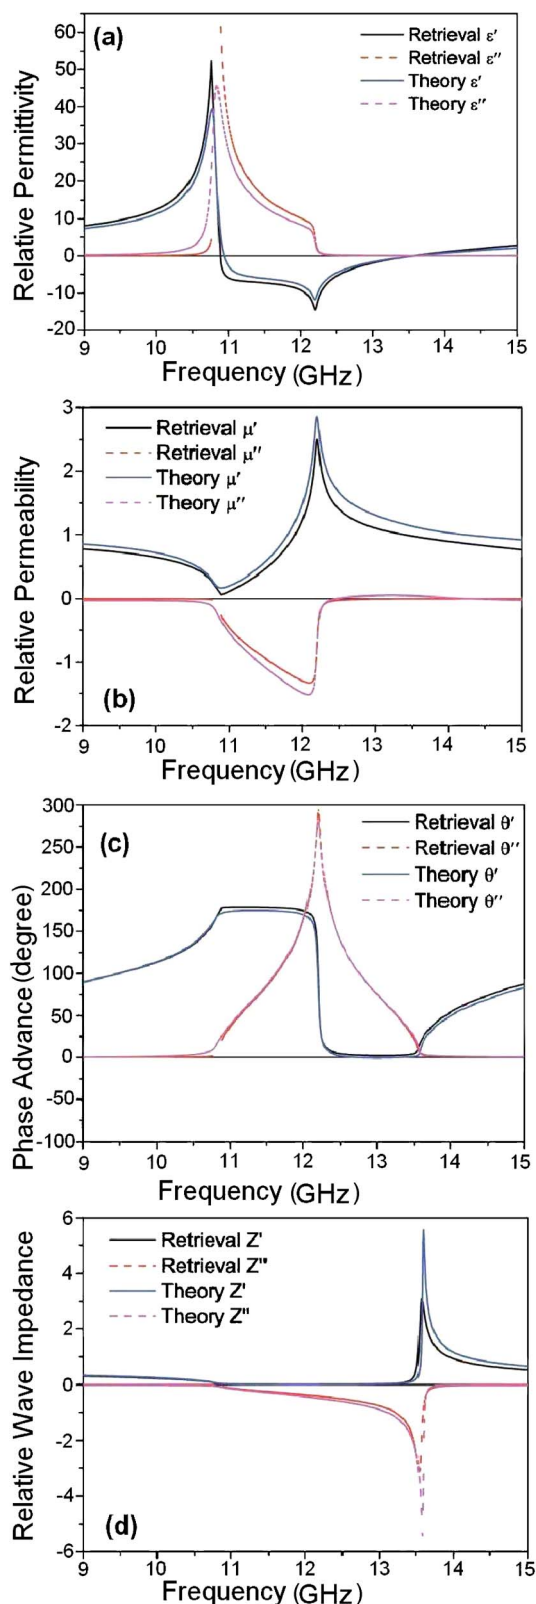 (a)
Retrieval ε′
Retrieval ε″
Theory ε′
Theory ε″
Relative Permittivity
60
50
40
30
20
10
0
-10
-20
9 10 11 12 13 14 15
Frequency (GHz)
Retrieval μ′
Retrieval μ″
Theory μ′
Theory μ″
Relative Permeability
3
2
1
0
-1
-2
(b)
9 10 11 12 13 14 15
Frequency (GHz)
(c)
Retrieval θ′
Retrieval θ″
Theory θ′
Theory θ″
Phase Advance (degree)
300
250
200
150
100
50
0
-50
-100
9 10 11 12 13 14 15
Frequency (GHz)
Retrieval Z'
Retrieval Z"
Theory Z'
Theory Z"
Relative Wave Impedance
6
4
2
0
-2
-4
-6
(d)
9 10 11 12 13 14 15
Frequency (GHz)